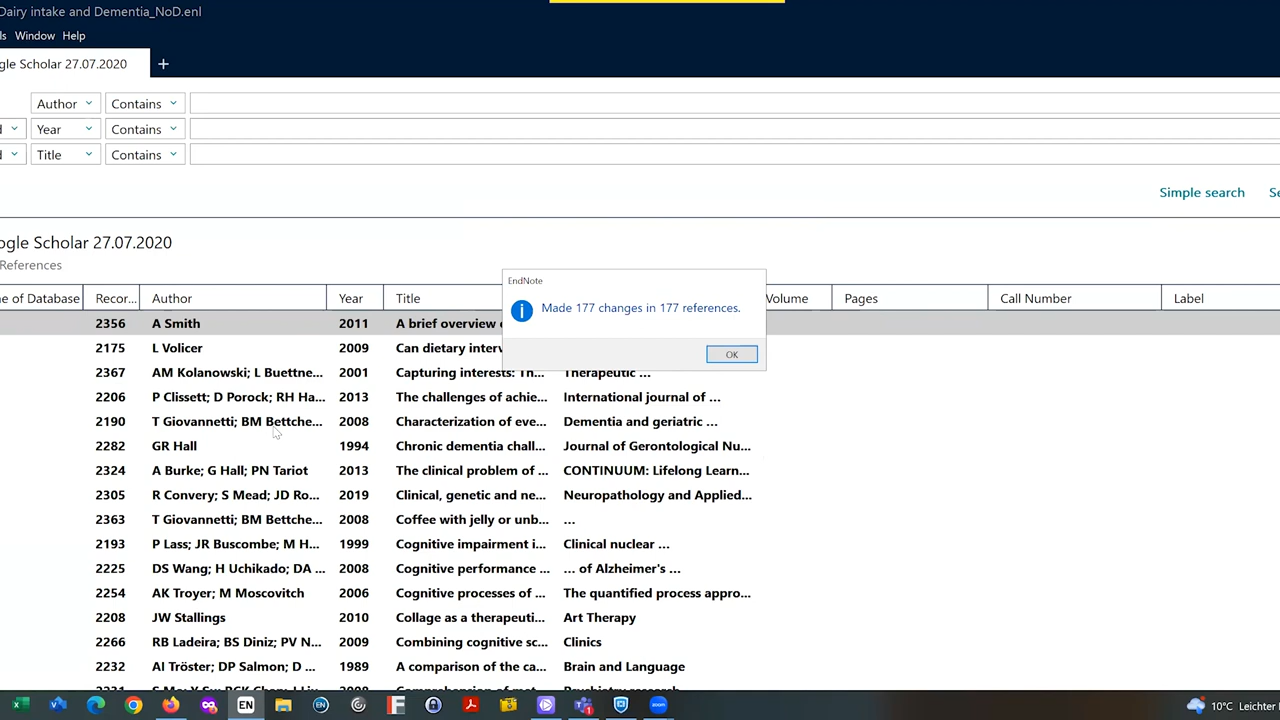 Dairy intake and Dementia_NoD.enl
ls Window Help
gle Scholar 27.07.2020 +
Author Contains
d Year Contains
d Title Contains
Simple search Se
ogle Scholar 27.07.2020
References
e of Database Recor... Author Year Title Volume Pages Call Number Label
EndNote
Made 177 changes in 177 references.
OK
2356 A Smith 2011 A brief overview
2175 L Volicer 2009 Can dietary interv
2367 AM Kolanowski; L Buettne... 2001 Capturing interests: Th... Therapeutic ...
2206 P Clissett; D Porock; RH Ha... 2013 The challenges of achie... International journal of ...
2190 T Giovannetti; BM Bettche... 2008 Characterization of eve... Dementia and geriatric ...
2282 GR Hall 1994 Chronic dementia chall... Journal of Gerontological Nu...
2324 A Burke; G Hall; PN Tariot 2013 The clinical problem of ... CONTINUUM: Lifelong Learn...
2305 R Convery; S Mead; JD Ro... 2019 Clinical, genetic and ne... Neuropathology and Applied...
2363 T Giovannetti; BM Bettche... 2008 Coffee with jelly or unb... ...
2193 P Lass; JR Buscombe; M H... 1999 Cognitive impairment i... Clinical nuclear ...
2225 DS Wang; H Uchikado; DA ... 2008 Cognitive performance ... ... of Alzheimer's ...
2254 AK Troyer; M Moscovitch 2006 Cognitive processes of ... The quantified process appro...
2208 JW Stallings 2010 Collage as a therapeuti... Art Therapy
2266 RB Ladeira; BS Diniz; PV N... 2009 Combining cognitive sc... Clinics
2232 AI Tröster; DP Salmon; D ... 1989 A comparison of the ca... Brain and Language
EN EN zoom 10°C Leichter